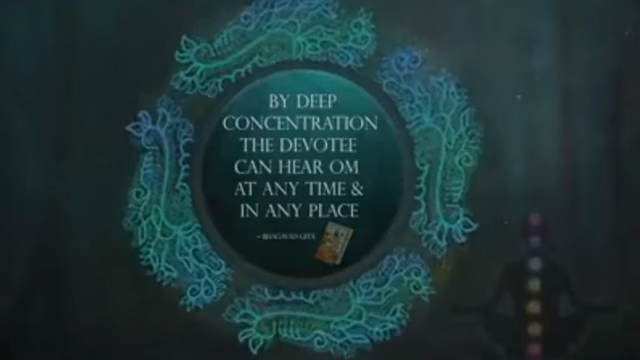 BY DEEP
CONCENTRATION
THE DEVOTEE
CAN HEAR OM
AT ANY TIME &
IN ANY PLACE
~ BHAGAVAD GITA